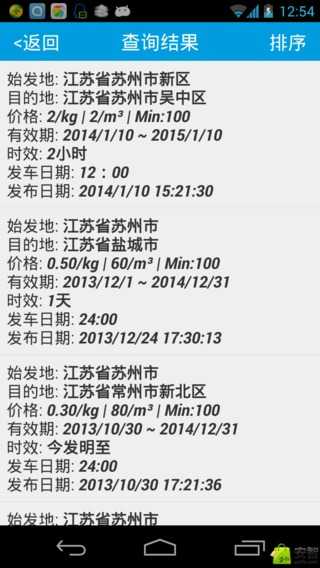 12:54
<返回 查询结果 排序
始发地: 江苏省苏州市新区
目的地: 江苏省苏州市吴中区
价格: 2/kg | 2/m³ | Min:100
有效期: 2014/1/10 ~ 2015/1/10
时效: 2小时
发车日期: 12：00
发布日期: 2014/1/10 15:21:30
始发地: 江苏省苏州市
目的地: 江苏省盐城市
价格: 0.50/kg | 60/m³ | Min:100
有效期: 2013/12/1 ~ 2014/12/31
时效: 1天
发车日期: 24:00
发布日期: 2013/12/24 17:30:13
始发地: 江苏省苏州市
目的地: 江苏省常州市新北区
价格: 0.30/kg | 80/m³ | Min:100
有效期: 2013/10/30 ~ 2014/12/31
时效: 今发明至
发车日期: 24:00
发布日期: 2013/10/30 17:21:36
始发地: 江苏省苏州市
安智